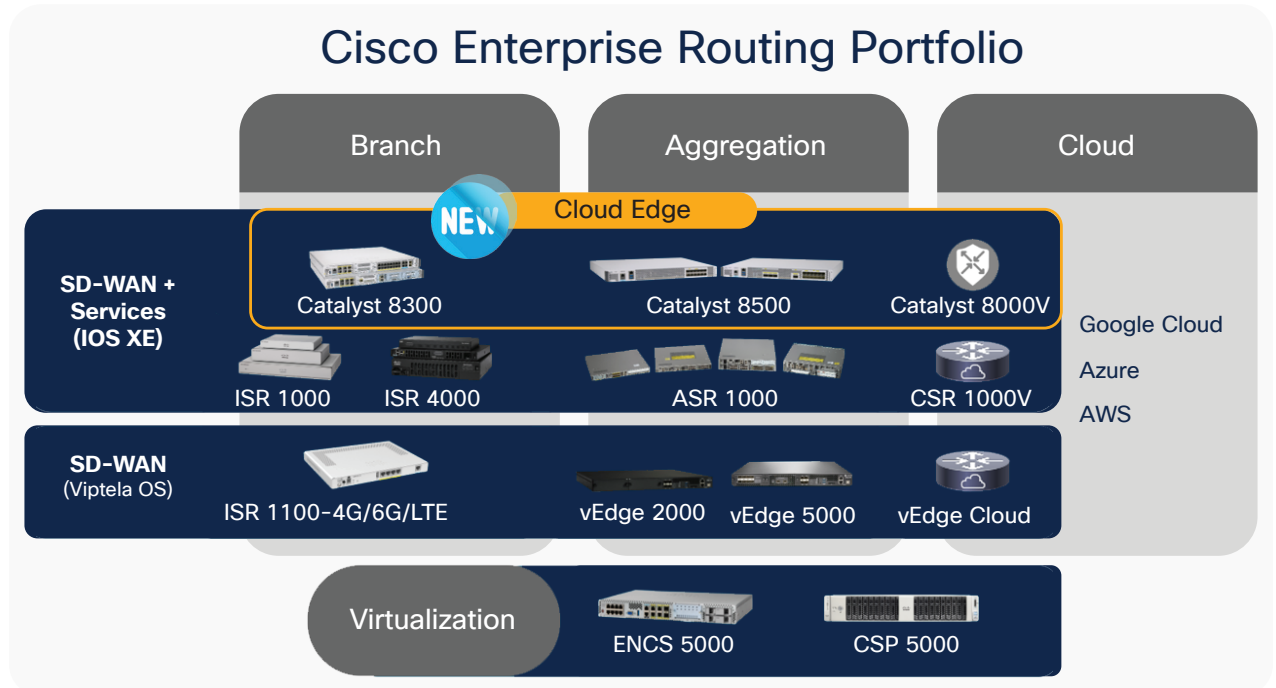 Cisco Enterprise Routing Portfolio
Branch
Aggregation
Cloud
NEW
Cloud Edge
SD-WAN +
Services
(IOS XE)
Catalyst 8300
Catalyst 8500
Catalyst 8000V
ISR 1000
ISR 4000
ASR 1000
CSR 1000V
Google Cloud
Azure
AWS
SD-WAN
(Viptela OS)
ISR 1100-4G/6G/LTE
vEdge 2000
vEdge 5000
vEdge Cloud
Virtualization
ENCS 5000
CSP 5000